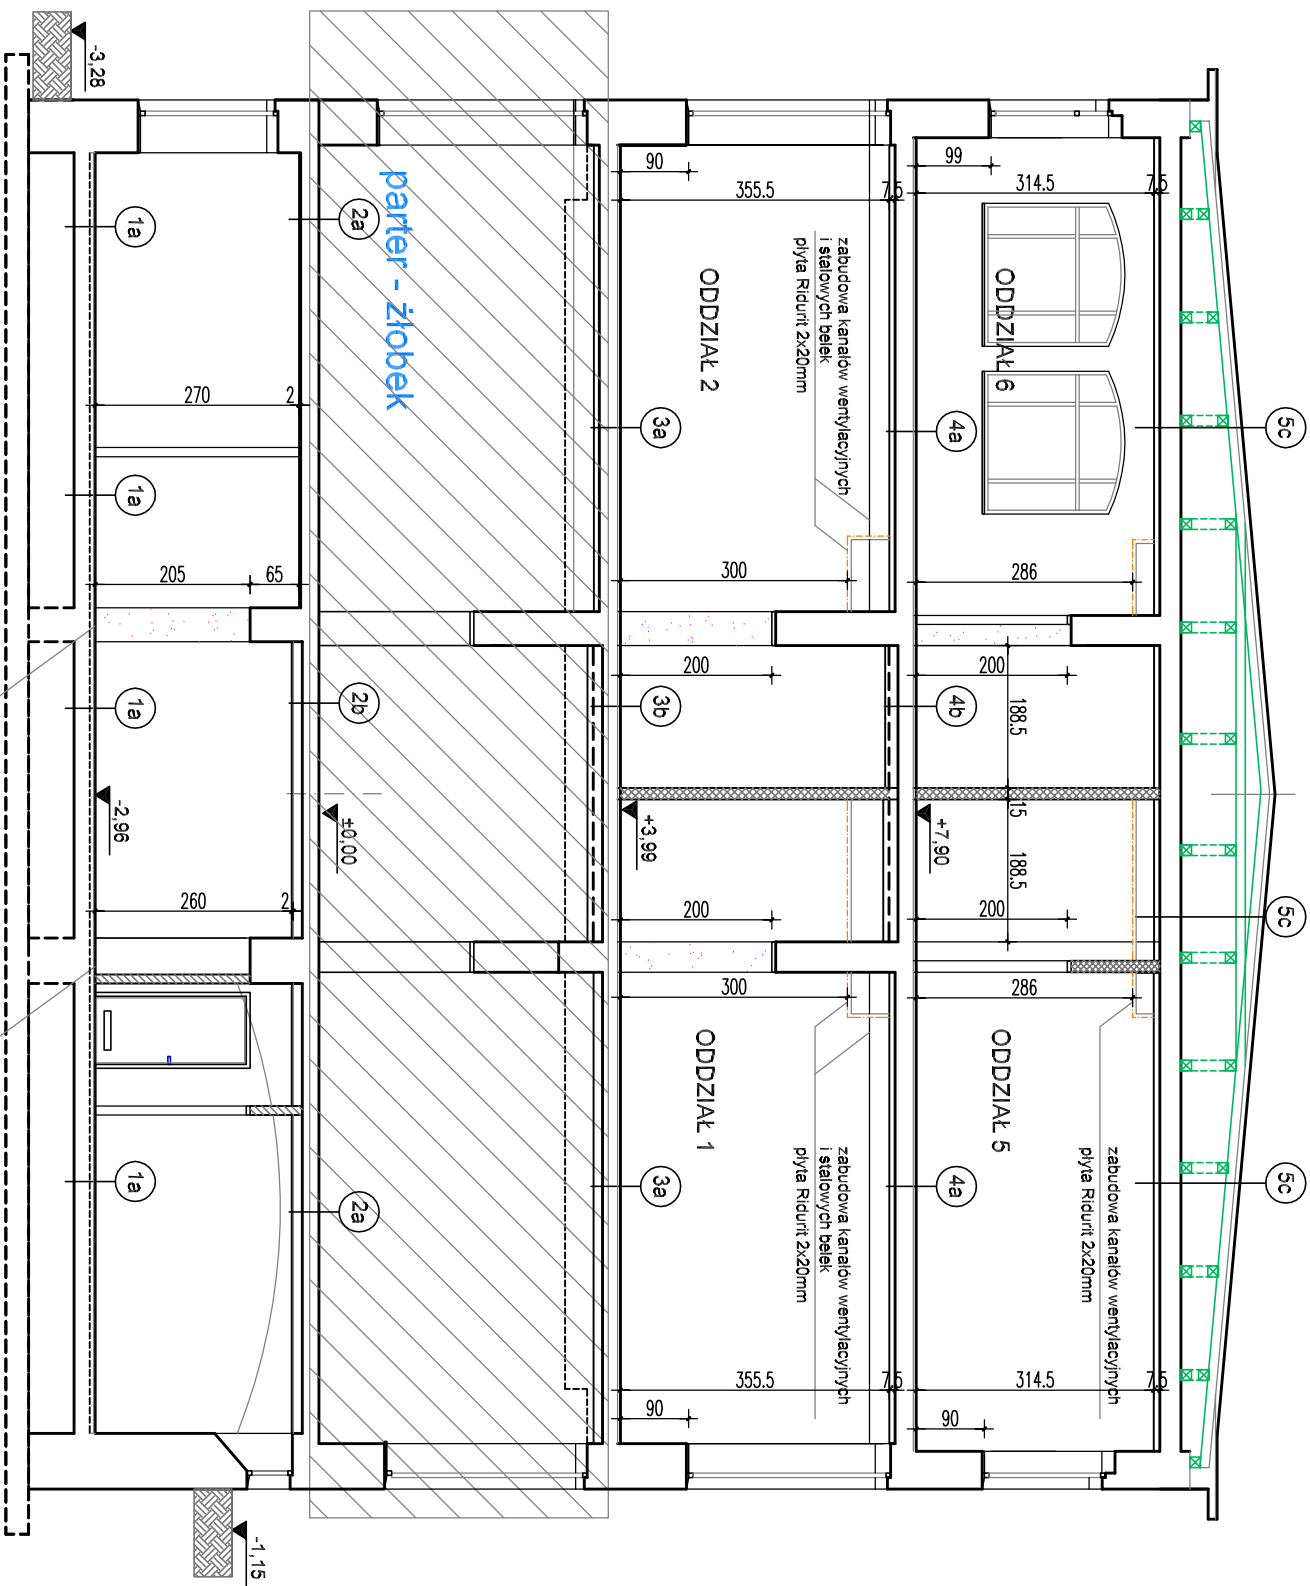 5c
5c
5c
99
314.5
7.5
ODDZIAŁ 6
286
200
188.5
15
188.5
200
+7,90
286
ODDZIAŁ 5
zabudowa kanałów wentylacyjnych
płyta Ridurit 2x20mm
314.5
7.5
90
4a
4b
4a
90
355.5
7.5
zabudowa kanałów wentylacyjnych
i stalowych belek
płyta Ridurit 2x20mm
ODDZIAŁ 2
300
200
+3,99
200
300
ODDZIAŁ 1
zabudowa kanałów wentylacyjnych
i stalowych belek
płyta Ridurit 2x20mm
355.5
7.5
90
3a
3b
3a
parter - żłobek
±0,00
2a
2b
2a
270
2
205
65
-2,96
260
2
1a
1a
1a
1a
-3,28
-1,15